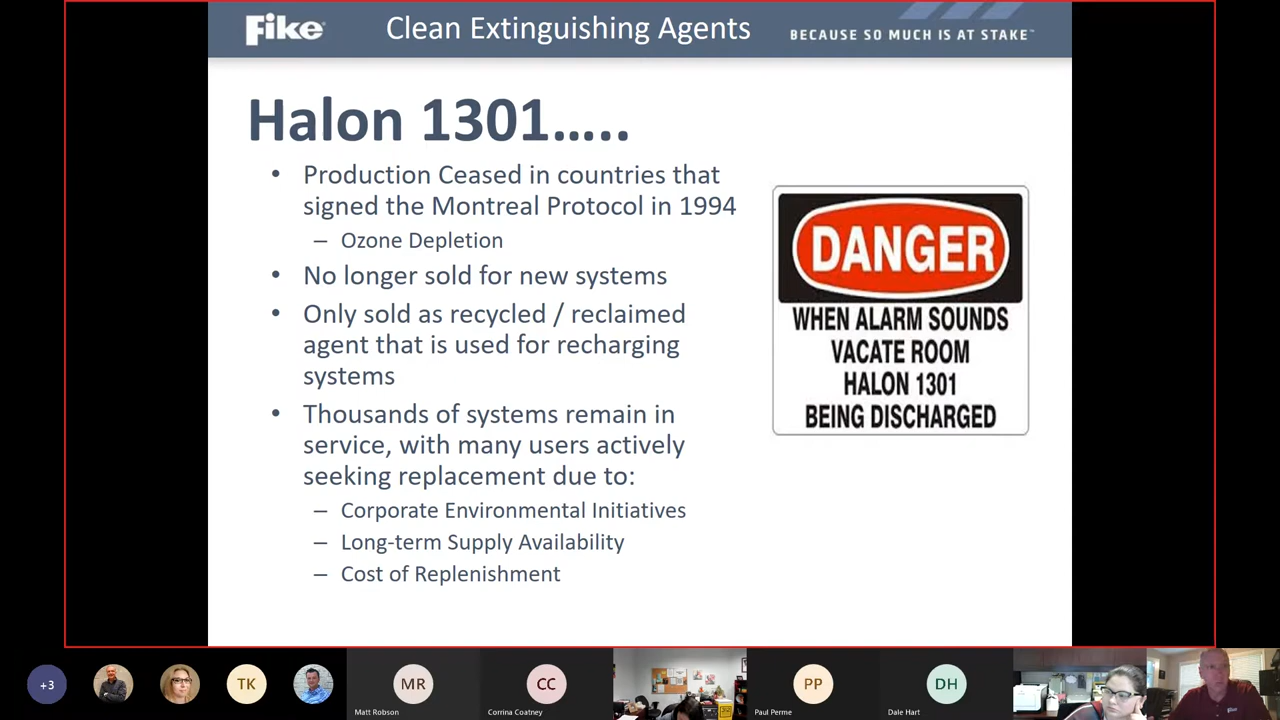 Fike
Clean Extinguishing Agents
BECAUSE SO MUCH IS AT STAKE™
Halon 1301…..
• Production Ceased in countries that
signed the Montreal Protocol in 1994
– Ozone Depletion
• No longer sold for new systems
• Only sold as recycled / reclaimed
agent that is used for recharging
systems
• Thousands of systems remain in
service, with many users actively
seeking replacement due to:
– Corporate Environmental Initiatives
– Long-term Supply Availability
– Cost of Replenishment
DANGER
WHEN ALARM SOUNDS
VACATE ROOM
HALON 1301
BEING DISCHARGED
+3
TK
MR
Matt Robson
CC
Corrina Coatney
PP
Paul Perme
DH
Dale Hart